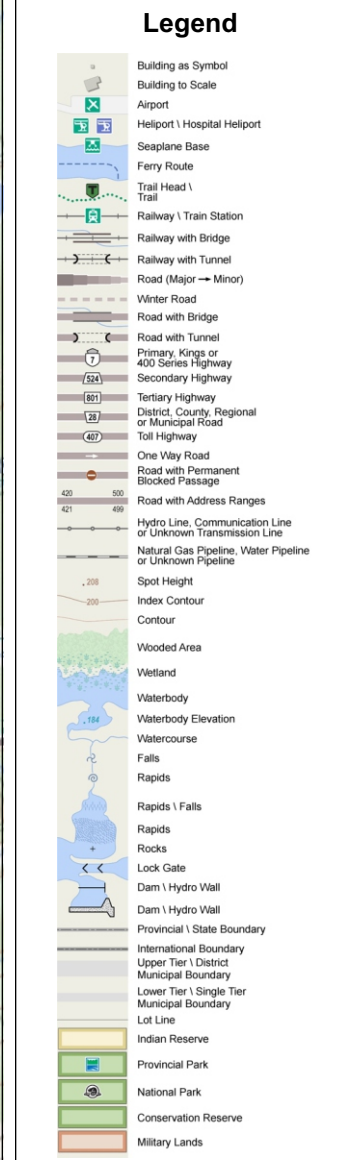 Legend
Building as Symbol
Building to Scale
Airport
Heliport \ Hospital Heliport
Seaplane Base
Ferry Route
T
Trail Head \
Trail
Railway \ Train Station
Railway with Bridge
Railway with Tunnel
Road (Major → Minor)
Winter Road
Road with Bridge
Road with Tunnel
7
Primary, Kings or
400 Series Highway
524 Secondary Highway
801 Tertiary Highway
28
District, County, Regional
or Municipal Road
407 Toll Highway
One Way Road
Road with Permanent
Blocked Passage
420 500
Road with Address Ranges
421 499
Hydro Line, Communication Line
or Unknown Transmission Line
Natural Gas Pipeline, Water Pipeline
or Unknown Pipeline
.208 Spot Height
200 Index Contour
Contour
Wooded Area
Wetland
Waterbody
.184 Waterbody Elevation
Watercourse
Falls
Rapids
Rapids \ Falls
Rapids
Rocks
Lock Gate
Dam \ Hydro Wall
Dam \ Hydro Wall
Provincial \ State Boundary
International Boundary
Upper Tier \ District
Municipal Boundary
Lower Tier \ Single Tier
Municipal Boundary
Lot Line
Indian Reserve
Provincial Park
National Park
Conservation Reserve
Military Lands